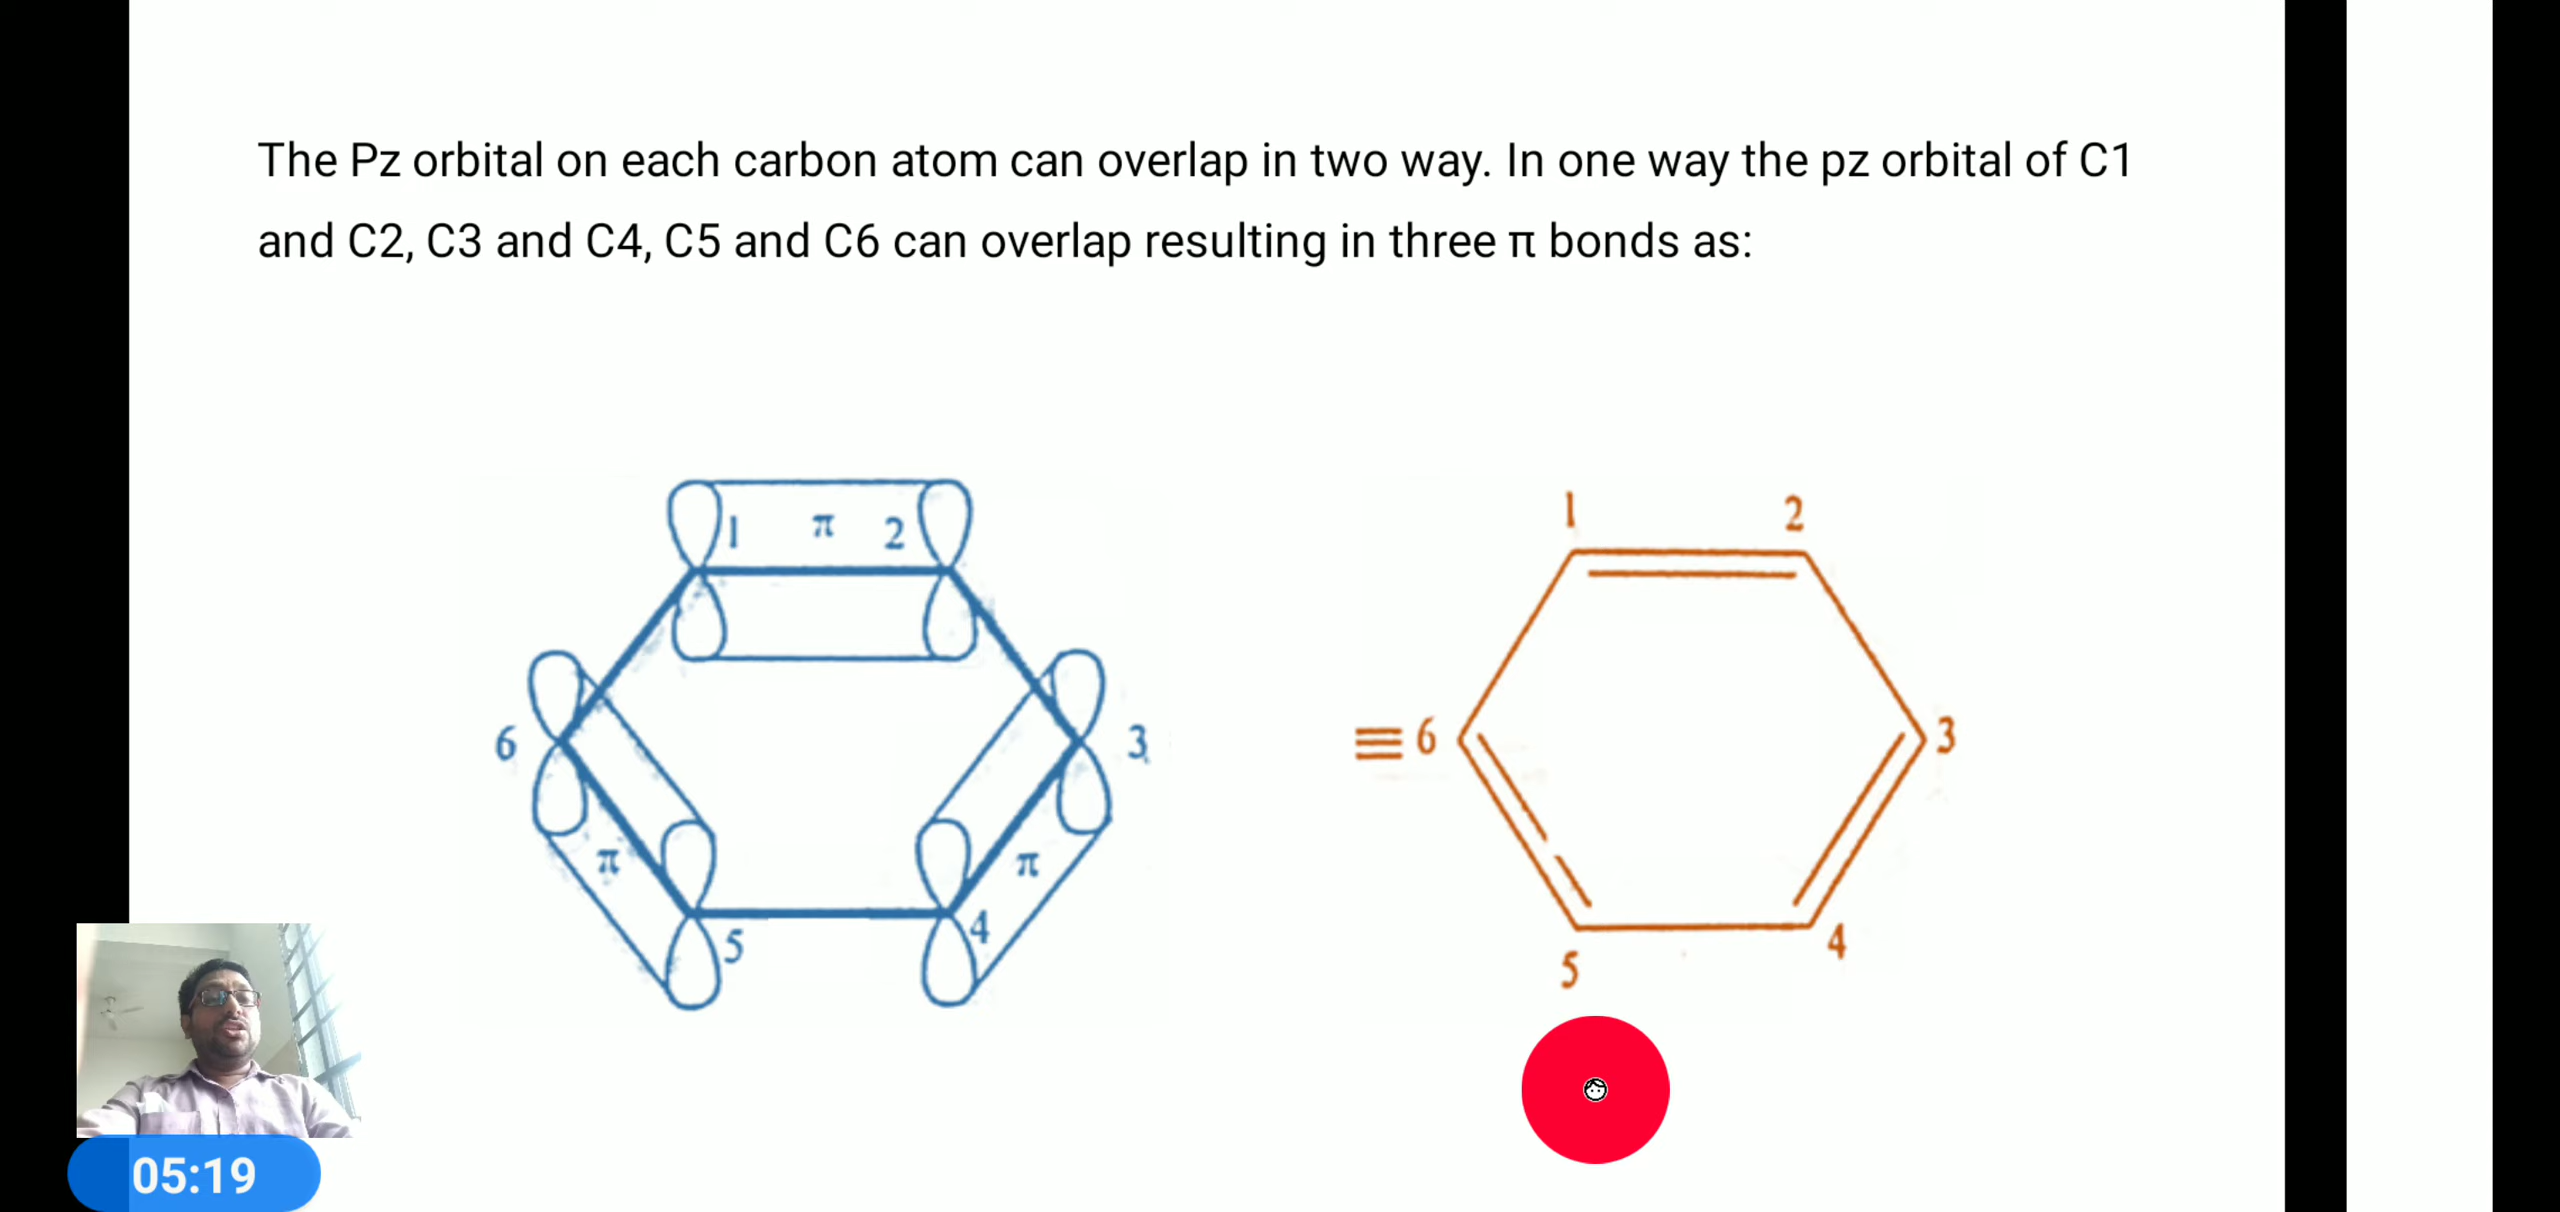 The Pz orbital on each carbon atom can overlap in two way. In one way the pz orbital of C1
and C2, C3 and C4, C5 and C6 can overlap resulting in three π bonds as:
1 π 2
6
3
π
π
5
4
1
2
≡ 6
3
4
5
05:19